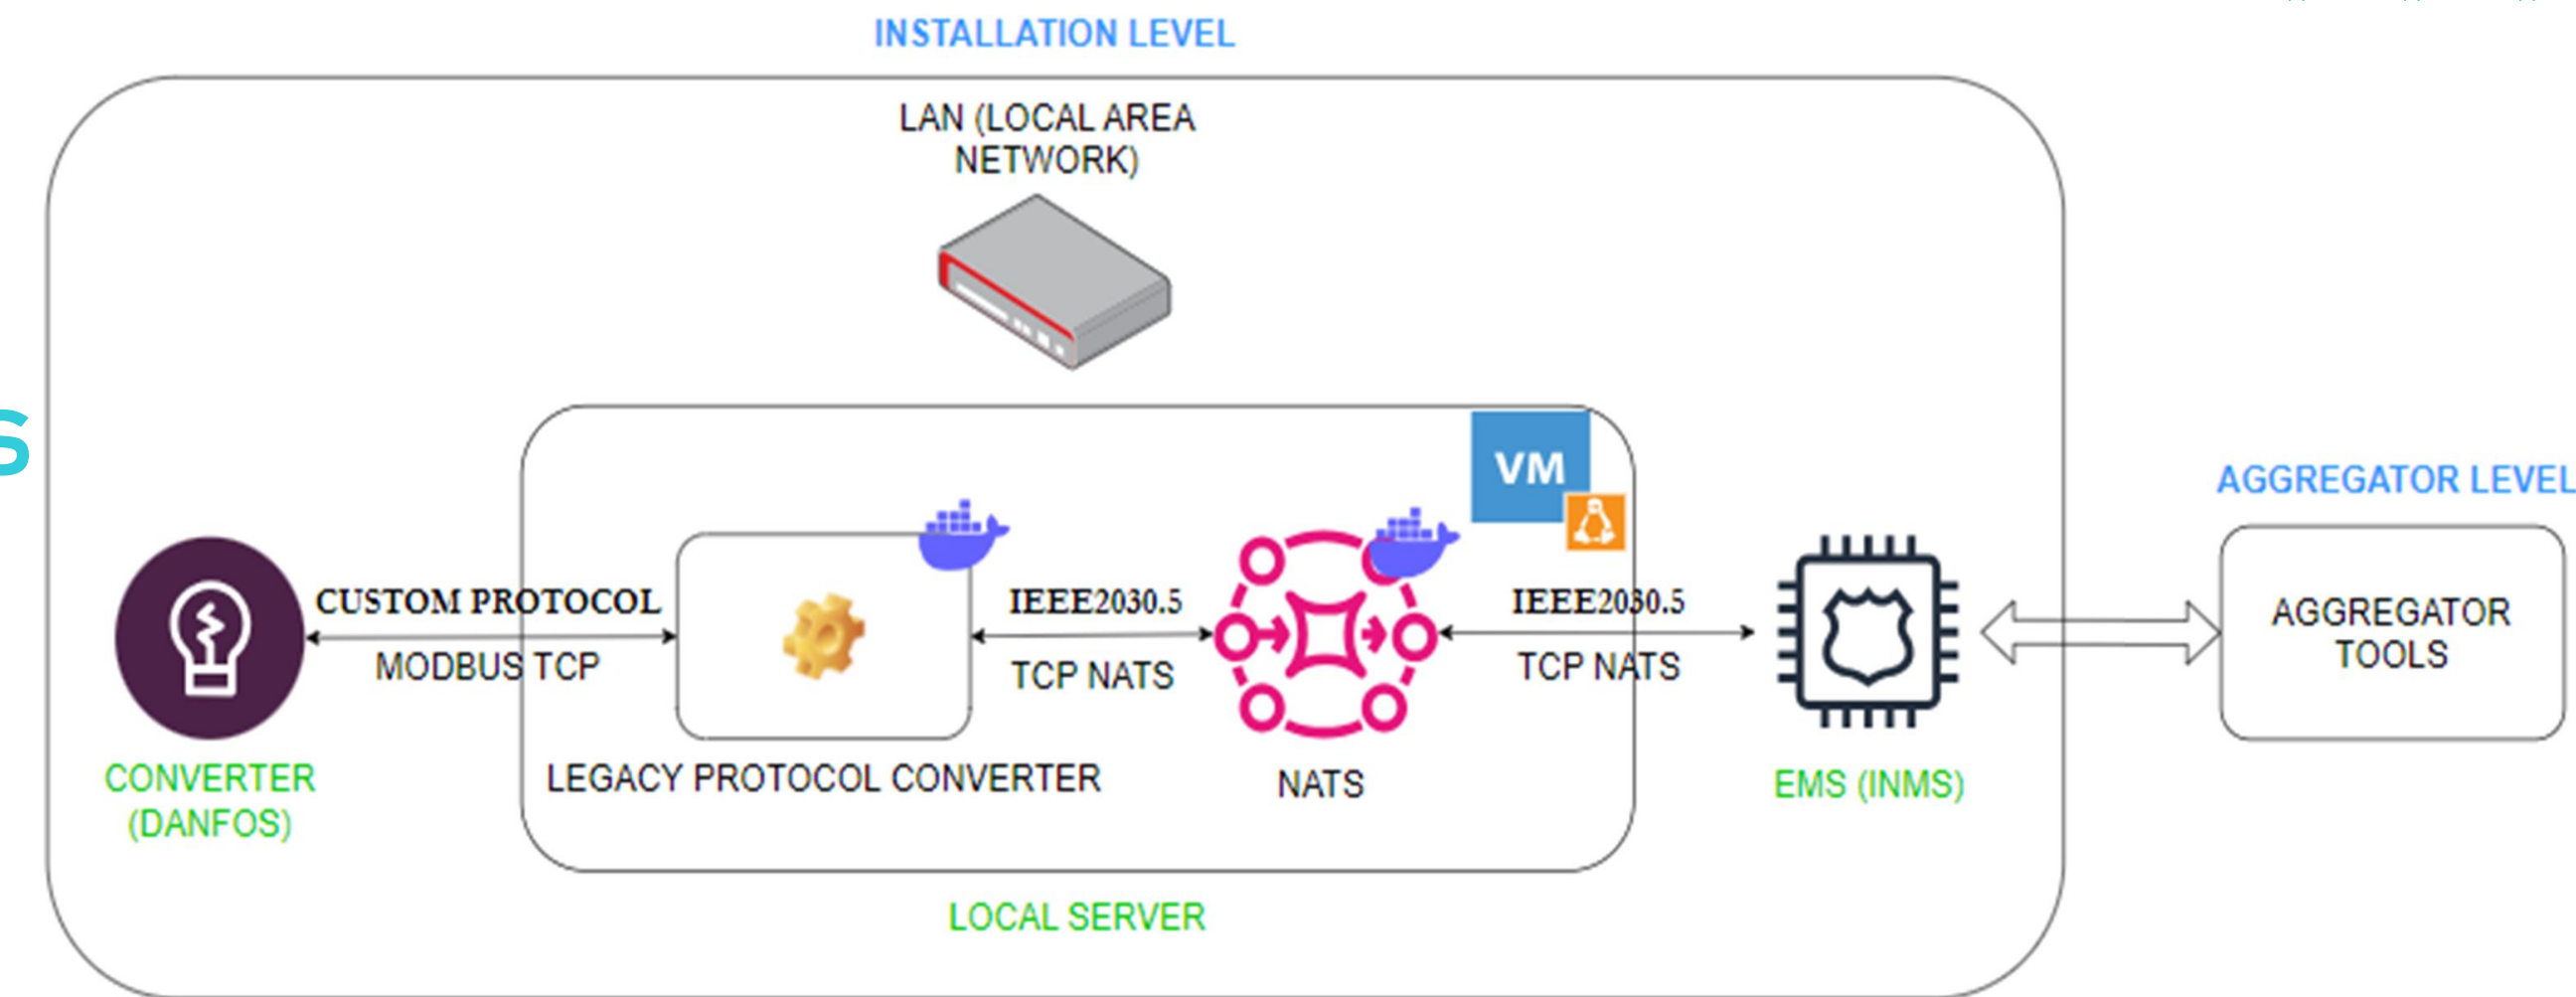 INSTALLATION LEVEL
LAN (LOCAL AREA
NETWORK)
S
VM
AGGREGATOR LEVEL
CUSTOM PROTOCOL
MODBUS TCP
IEEE2030.5
TCP NATS
IEEE2030.5
TCP NATS
AGGREGATOR
TOOLS
CONVERTER
(DANFOS)
LEGACY PROTOCOL CONVERTER
NATS
EMS (INMS)
LOCAL SERVER